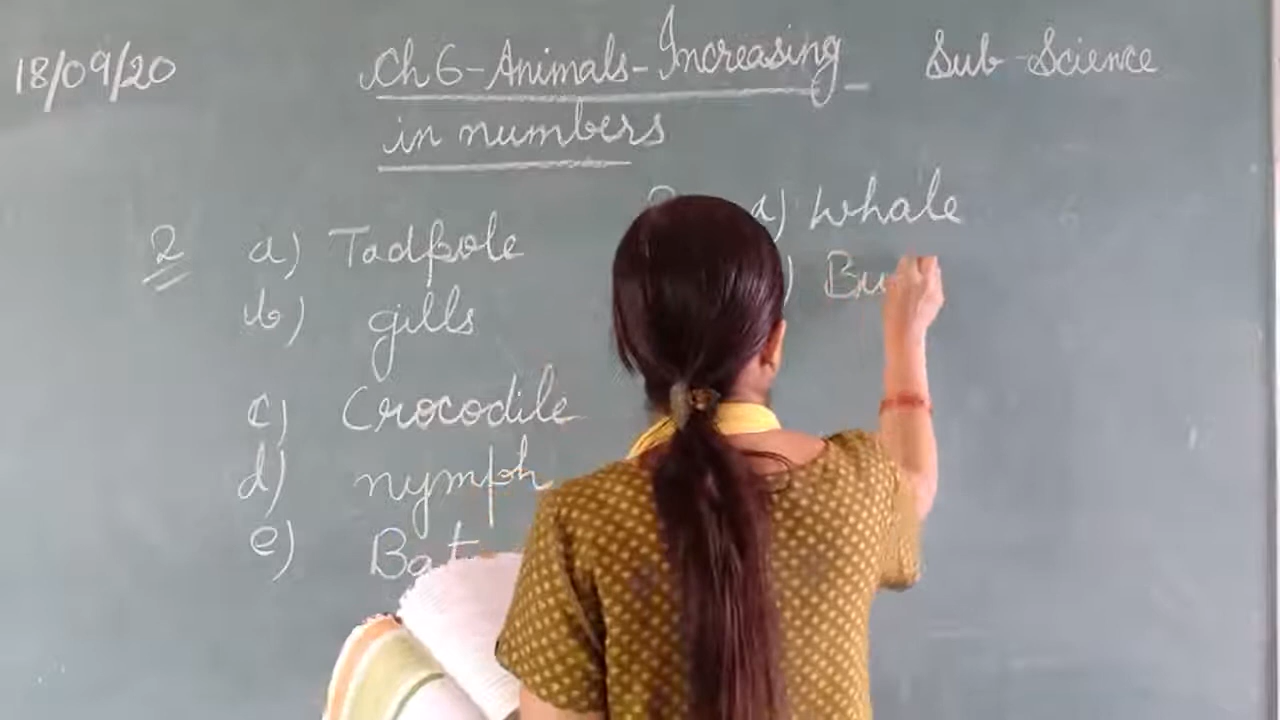 18/09/20
Ch 6 - Animals - Increasing -
in numbers
Sub - Science
2 a) Tadpole
b) gills
c) Crocodile
d) nymph
e) Bat
a) Whale
) Bu